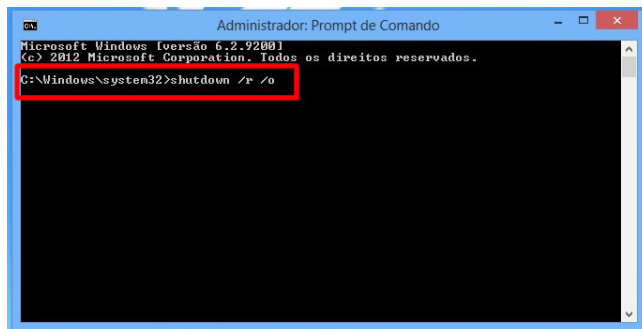 Administrador: Prompt de Comando
Microsoft Windows [versão 6.2.9200]
(c) 2012 Microsoft Corporation. Todos os direitos reservados.
C:\Windows\system32>shutdown /r /o